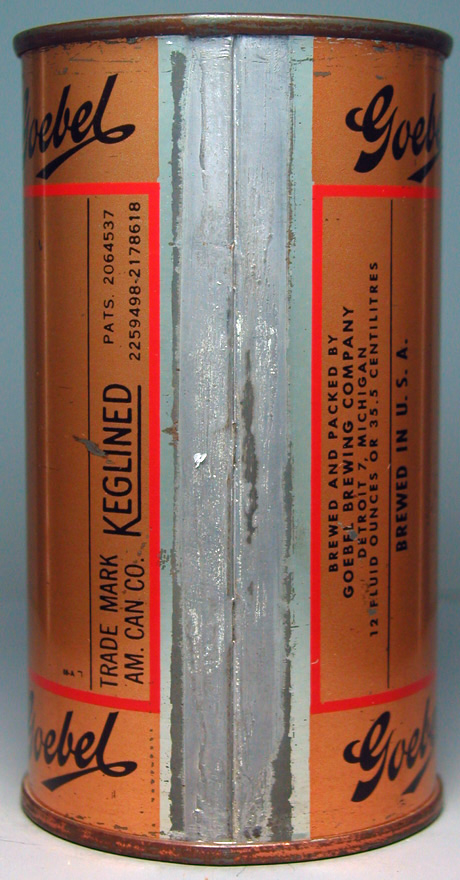 Goebel
Goebel
PATS. 2064537
2259498-2178618
TRADE MARK
AM. CAN CO.
KEGLINED
BREWED AND PACKED BY
GOEBEL BREWING COMPANY
DETROIT 7, MICHIGAN
12 FLUID OUNCES OR 35.5 CENTILITRES
BREWED IN U. S. A.
Goebel
Goebel